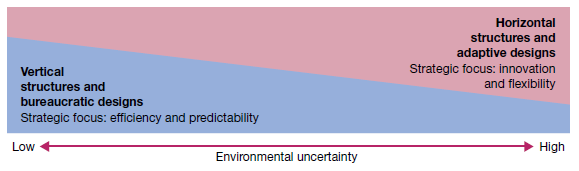 Horizontal
structures and
adaptive designs
Strategic focus: innovation
and flexibility
Vertical
structures and
bureaucratic designs
Strategic focus: efficiency and predictability
Low
High
Environmental uncertainty